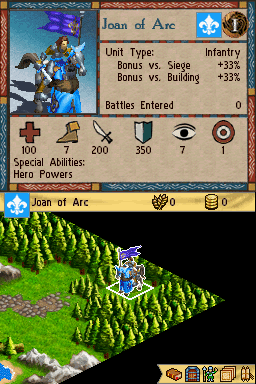 Joan of Arc
1
Unit Type: Infantry
Bonus vs. Siege +33%
Bonus vs. Building +33%
Battles Entered 0
100 7 200 350 7 1
Special Abilities:
Hero Powers
Joan of Arc 0 0